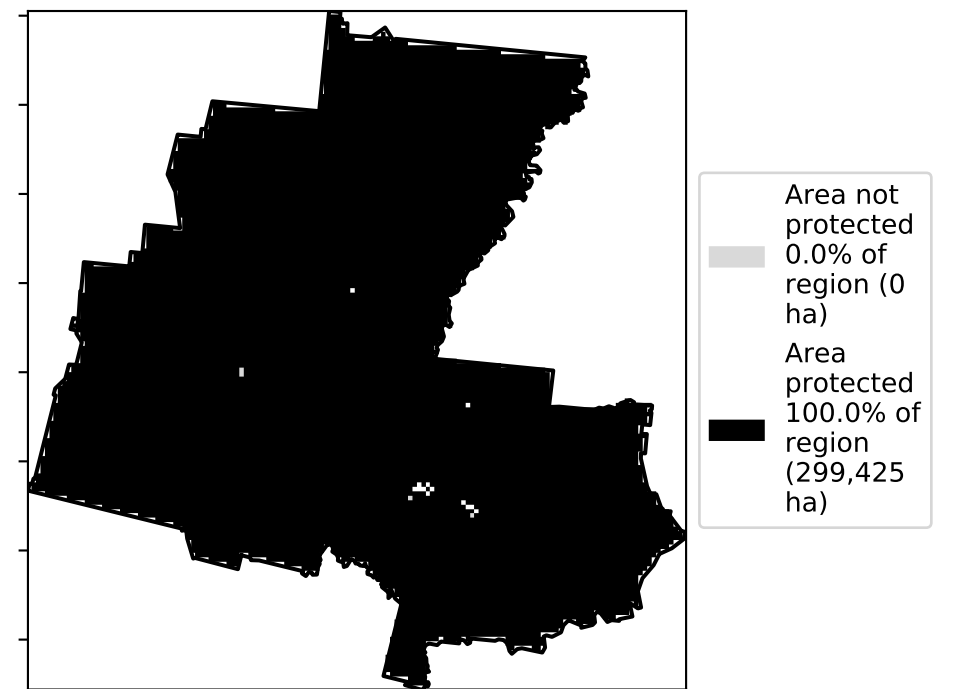 Area not
protected
0.0% of
region (0
ha)
Area
protected
100.0% of
region
(299,425
ha)